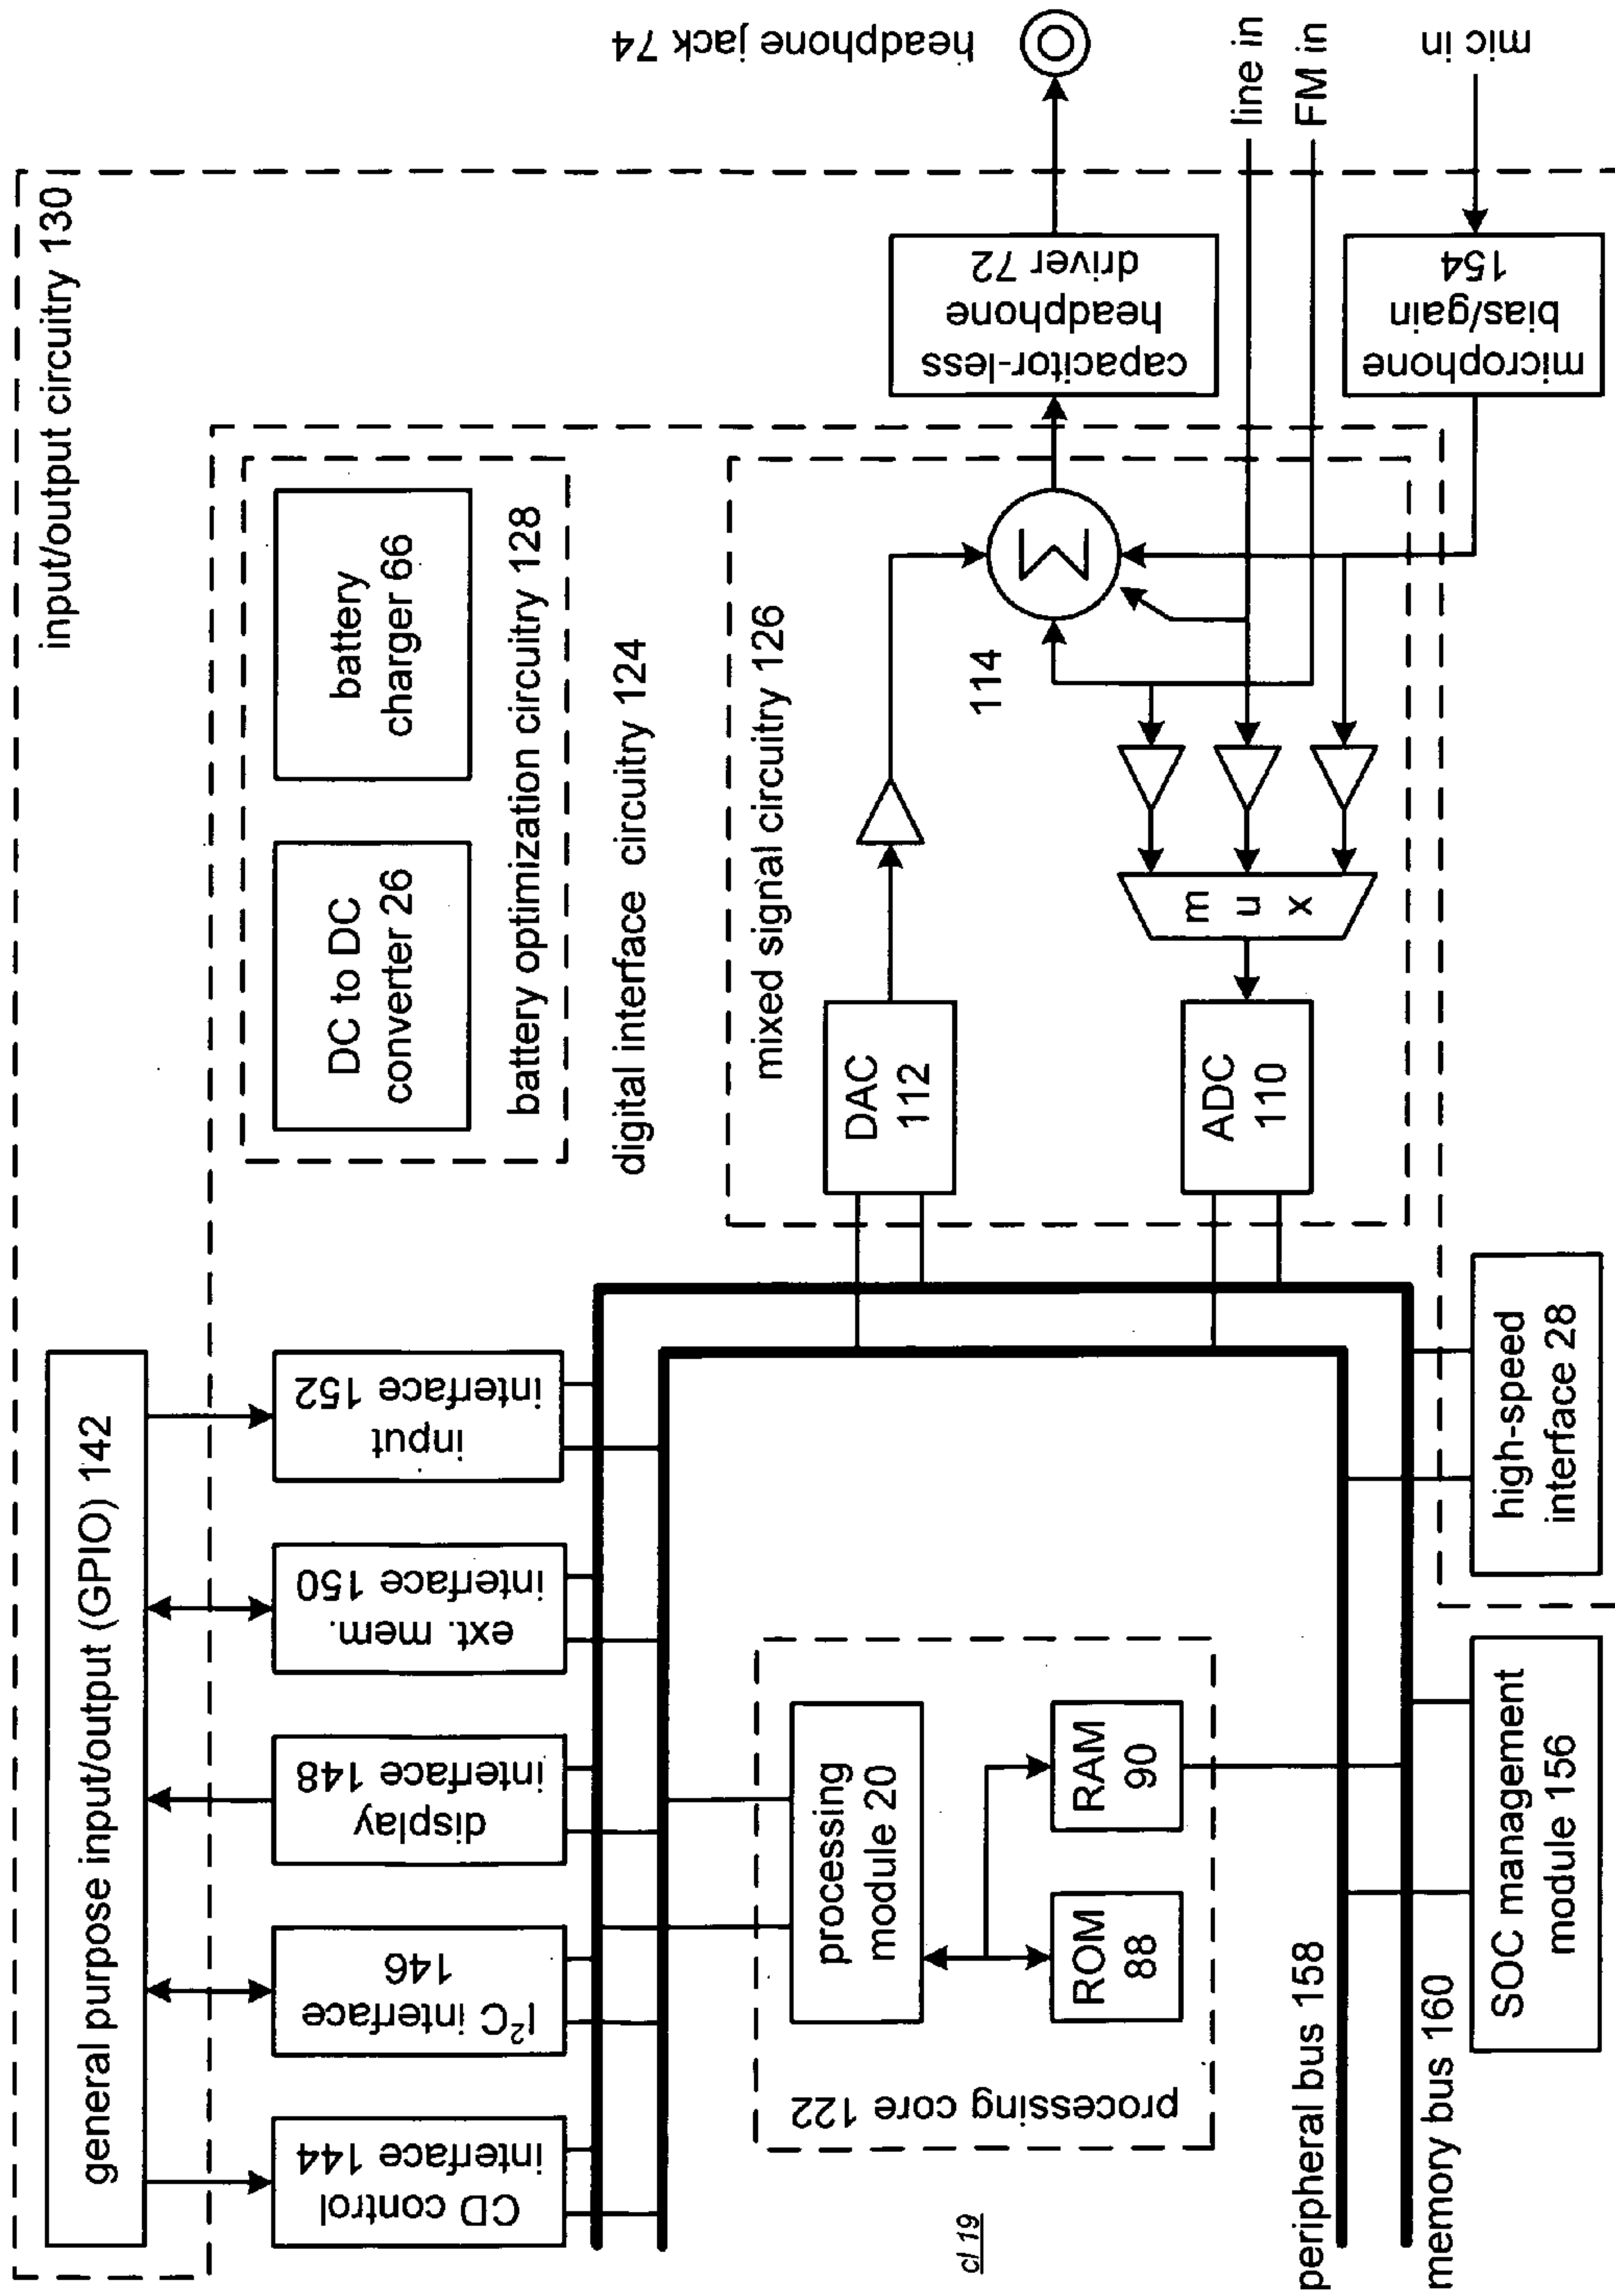 input/output circuitry 130
general purpose input/output (GPIO) 142
CD control
interface 144
I²C interface
146
display
interface 148
ext. mem.
interface 150
input
interface 152
DC to DC
converter 26
battery
charger 66
battery optimization circuitry 128
digital interface circuitry 124
mixed signal circuitry 126
processing core 122
processing
module 20
ROM
88
RAM
90
DAC
112
ADC
110
m
u
x
114
Σ
capacitor-less
headphone
driver 72
headphone jack 74
line in
FM in
mic in
microphone
bias/gain
154
cl 19
peripheral bus 158
memory bus 160
SOC management
module 156
high-speed
interface 28